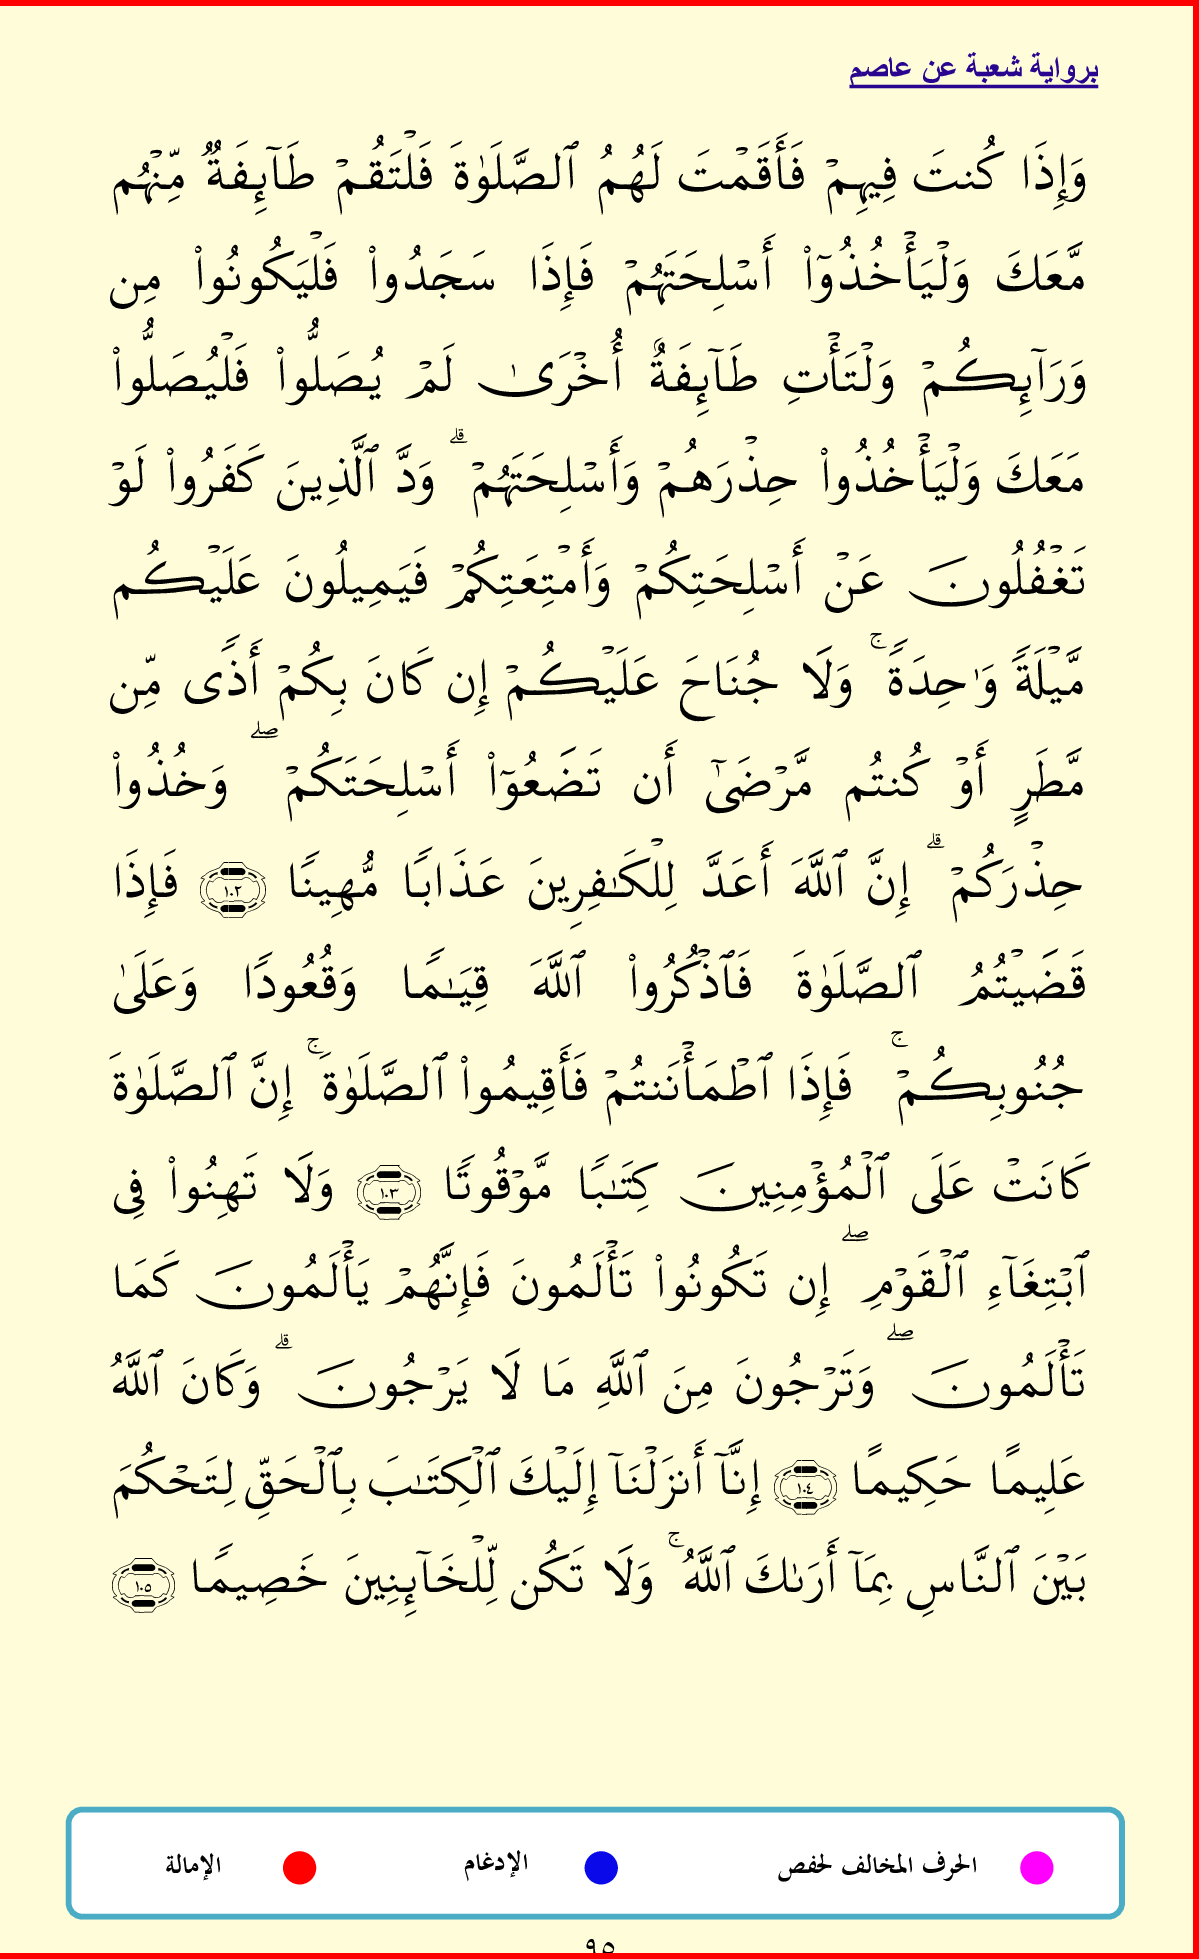 برواية شعبة عن عاصم
وَإِذَا كُنتَ فِيهِمۡ فَأَقَمۡتَ لَهُمُ ٱلصَّلَوٰةَ فَلۡتَقُمۡ طَآئِفَةٞ مِّنۡهُم
مَّعَكَ وَلۡيَأۡخُذُوٓاْ أَسۡلِحَتَهُمۡ فَإِذَا سَجَدُواْ فَلۡيَكُونُواْ مِن
وَرَآئِكُمۡ وَلۡتَأۡتِ طَآئِفَةٌ أُخۡرَىٰ لَمۡ يُصَلُّواْ فَلۡيُصَلُّواْ
مَعَكَ وَلۡيَأۡخُذُواْ حِذۡرَهُمۡ وَأَسۡلِحَتَهُمۡۗ وَدَّ ٱلَّذِينَ كَفَرُواْ لَوۡ
تَغۡفُلُونَ عَنۡ أَسۡلِحَتِكُمۡ وَأَمۡتِعَتِكُمۡ فَيَمِيلُونَ عَلَيۡكُم
مَّيۡلَةٗ وَٰحِدَةٗۚ وَلَا جُنَاحَ عَلَيۡكُمۡ إِن كَانَ بِكُمۡ أَذٗى مِّن
مَّطَرٍ أَوۡ كُنتُم مَّرۡضَىٰٓ أَن تَضَعُوٓاْ أَسۡلِحَتَكُمۡۖ وَخُذُواْ
حِذۡرَكُمۡۗ إِنَّ ٱللَّهَ أَعَدَّ لِلۡكَٰفِرِينَ عَذَابٗا مُّهِينٗا ١٠٢ فَإِذَا
قَضَيۡتُمُ ٱلصَّلَوٰةَ فَٱذۡكُرُواْ ٱللَّهَ قِيَٰمٗا وَقُعُودٗا وَعَلَىٰ
جُنُوبِكُمۡۚ فَإِذَا ٱطۡمَأۡنَنتُمۡ فَأَقِيمُواْ ٱلصَّلَوٰةَۚ إِنَّ ٱلصَّلَوٰةَ
كَانَتۡ عَلَى ٱلۡمُؤۡمِنِينَ كِتَٰبٗا مَّوۡقُوتٗا ١٠٣ وَلَا تَهِنُواْ فِي
ٱبۡتِغَآءِ ٱلۡقَوۡمِۖ إِن تَكُونُواْ تَأۡلَمُونَ فَإِنَّهُمۡ يَأۡلَمُونَ كَمَا
تَأۡلَمُونَۖ وَتَرۡجُونَ مِنَ ٱللَّهِ مَا لَا يَرۡجُونَۗ وَكَانَ ٱللَّهُ
عَلِيمًا حَكِيمًا ١٠٤ إِنَّآ أَنزَلۡنَآ إِلَيۡكَ ٱلۡكِتَٰبَ بِٱلۡحَقِّ لِتَحۡكُمَ
بَيۡنَ ٱلنَّاسِ بِمَآ أَرَىٰكَ ٱللَّهُۚ وَلَا تَكُن لِّلۡخَآئِنِينَ خَصِيمٗا ١٠٥
الحرف المخالف لحفص الإدغام الإمالة
٩٥